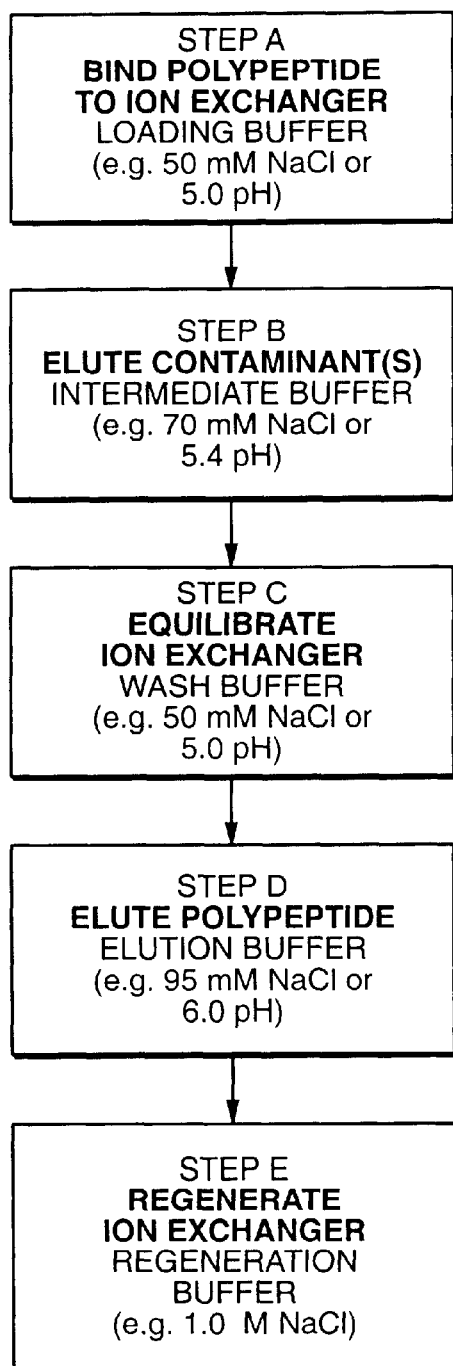 STEP A
BIND POLYPEPTIDE
TO ION EXCHANGER
LOADING BUFFER
(e.g. 50 mM NaCl or
5.0 pH)
STEP B
ELUTE CONTAMINANT(S)
INTERMEDIATE BUFFER
(e.g. 70 mM NaCl or
5.4 pH)
STEP C
EQUILIBRATE
ION EXCHANGER
WASH BUFFER
(e.g. 50 mM NaCl or
5.0 pH)
STEP D
ELUTE POLYPEPTIDE
ELUTION BUFFER
(e.g. 95 mM NaCl or
6.0 pH)
STEP E
REGENERATE
ION EXCHANGER
REGENERATION
BUFFER
(e.g. 1.0 M NaCl)